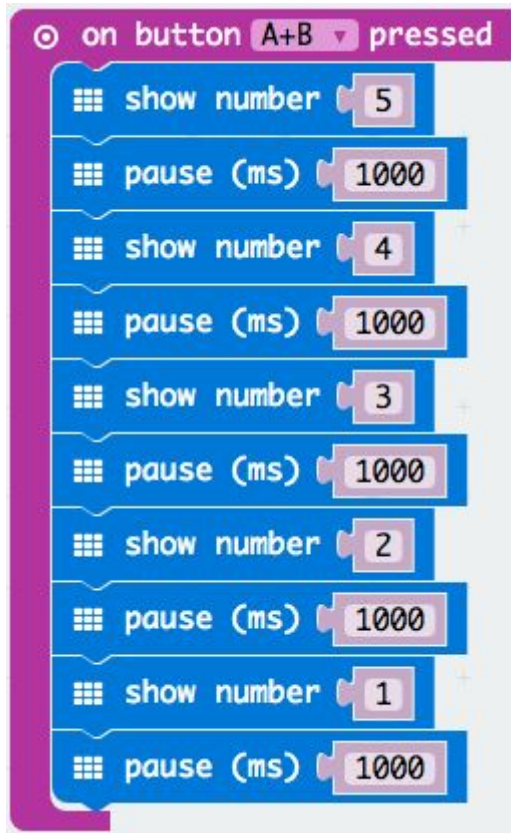 on button A+B pressed
show number 5
pause (ms) 1000
show number 4
pause (ms) 1000
show number 3
pause (ms) 1000
show number 2
pause (ms) 1000
show number 1
pause (ms) 1000